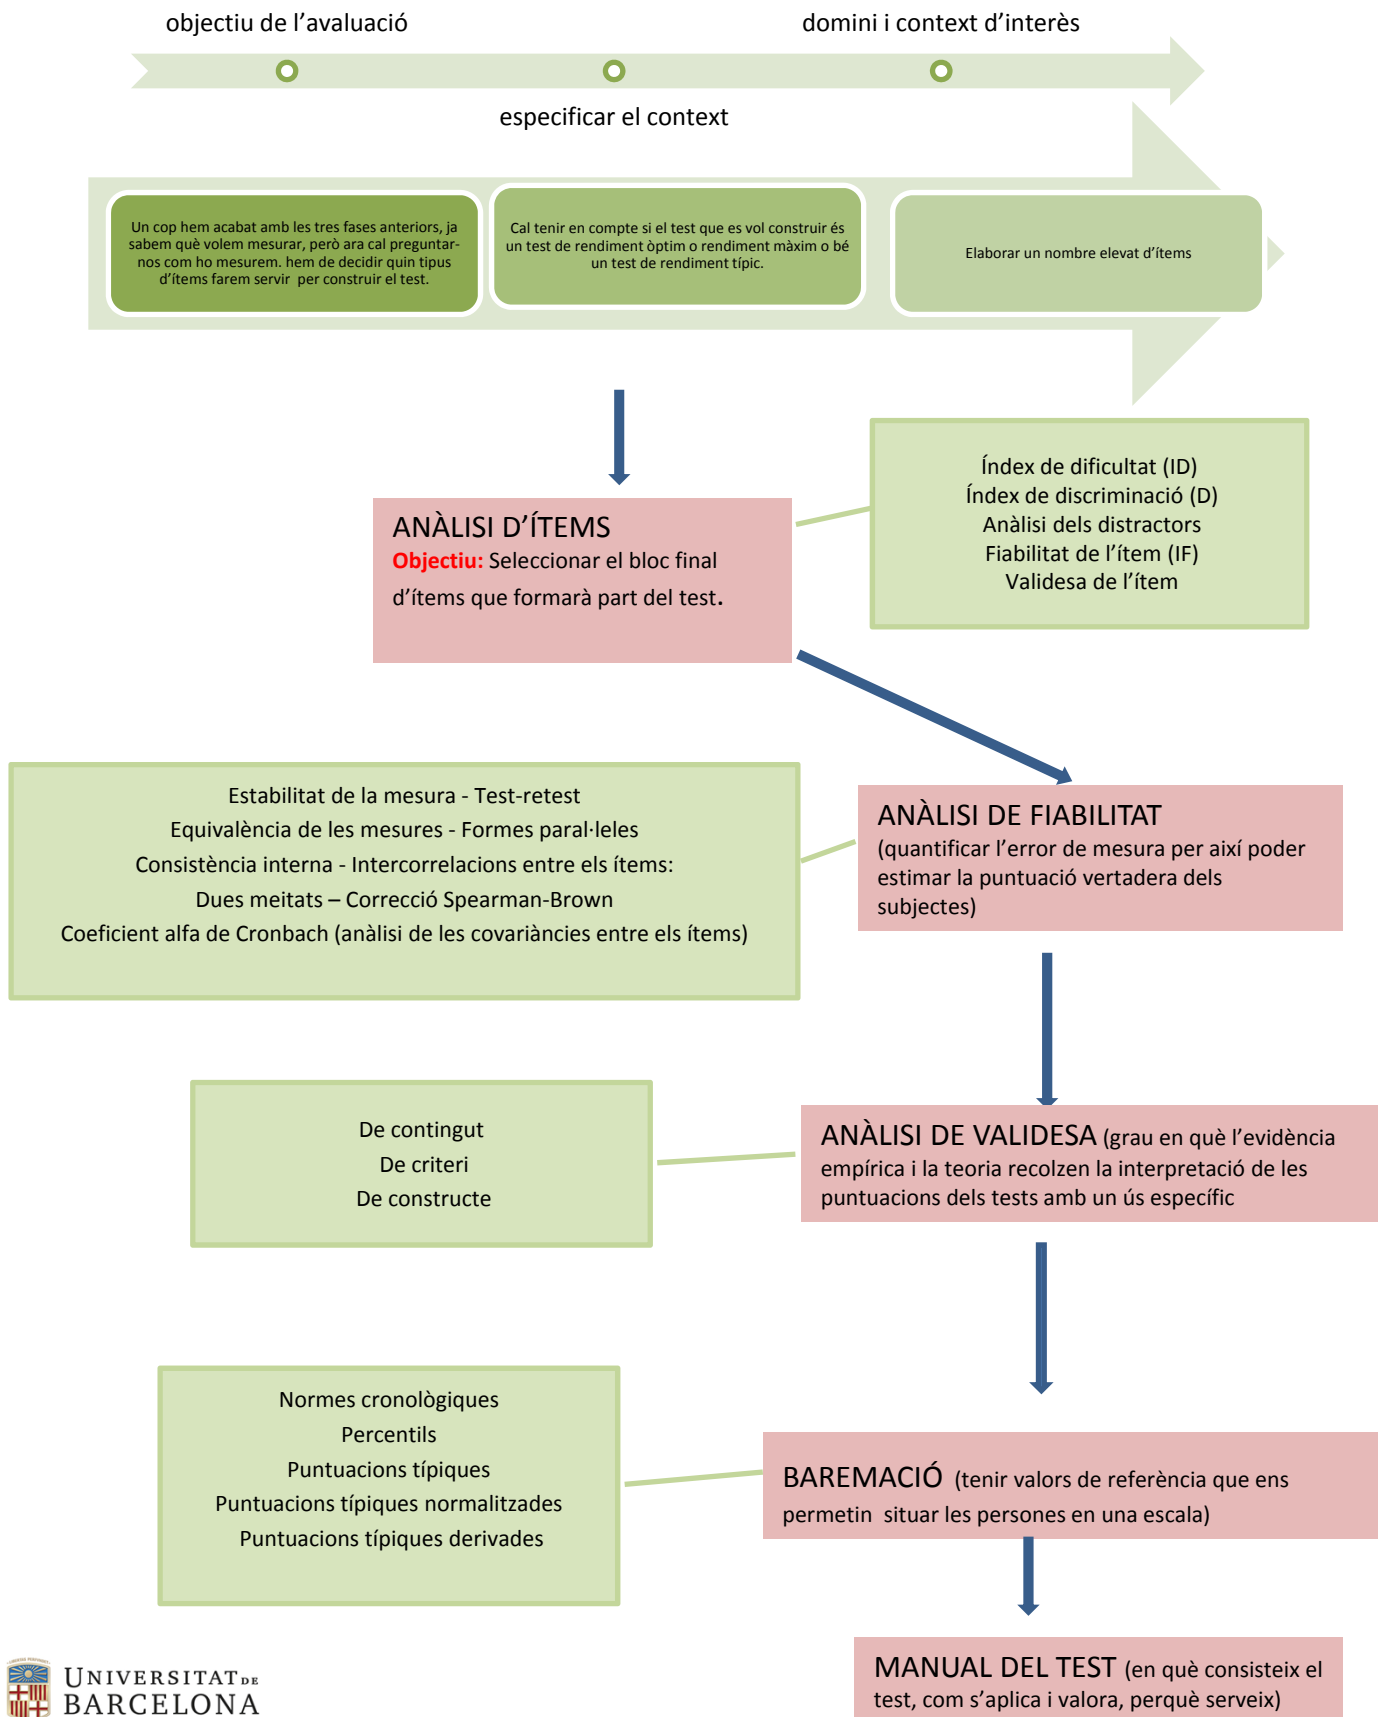 objectiu de l’avaluació
domini i context d’interès
especificar el context
Un cop hem acabat amb les tres fases anteriors, ja
sabem què volem mesurar, però ara cal preguntar-
nos com ho mesurem. hem de decidir quin tipus
d’ítems farem servir  per construir el test.
Cal tenir en compte si el test que es vol construir és
un test de rendiment òptim o rendiment màxim o bé
un test de rendiment típic.
Elaborar un nombre elevat d’ítems
Índex de dificultat (ID)
Índex de discriminació (D)
Anàlisi dels distractors
Fiabilitat de l’ítem (IF)
Validesa de l’ítem
ANÀLISI D’ÍTEMS
Objectiu: Seleccionar el bloc final
d’ítems que formarà part del test.
Estabilitat de la mesura - Test-retest
Equivalència de les mesures - Formes paral·leles
Consistència interna - Intercorrelacions entre els ítems:
Dues meitats – Correcció Spearman-Brown
Coeficient alfa de Cronbach (anàlisi de les covariàncies entre els ítems)
ANÀLISI DE FIABILITAT
(quantificar l’error de mesura per així poder
estimar la puntuació vertadera dels
subjectes)
De contingut
De criteri
De constructe
ANÀLISI DE VALIDESA (grau en què l’evidència
empírica i la teoria recolzen la interpretació de les
puntuacions dels tests amb un ús específic
Normes cronològiques
Percentils
Puntuacions típiques
Puntuacions típiques normalitzades
Puntuacions típiques derivades
BAREMACIÓ (tenir valors de referència que ens
permetin  situar les persones en una escala)
MANUAL DEL TEST (en què consisteix el
test, com s’aplica i valora, perquè serveix)
UNIVERSITAT DE
BARCELONA